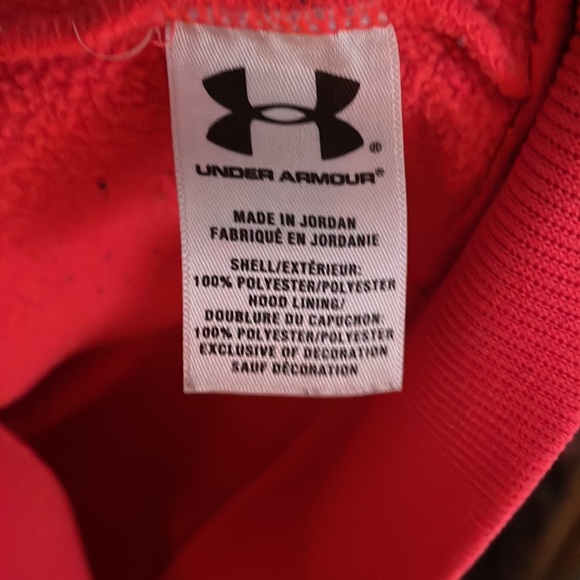 UNDER ARMOUR®
MADE IN JORDAN
FABRIQUÉ EN JORDANIE
SHELL/EXTÉRIEUR:
100% POLYESTER/POLYESTER
HOOD LINING/
DOUBLURE DU CAPUCHON:
100% POLYESTER/POLYESTER
EXCLUSIVE OF DECORATION
SAUF DÉCORATION